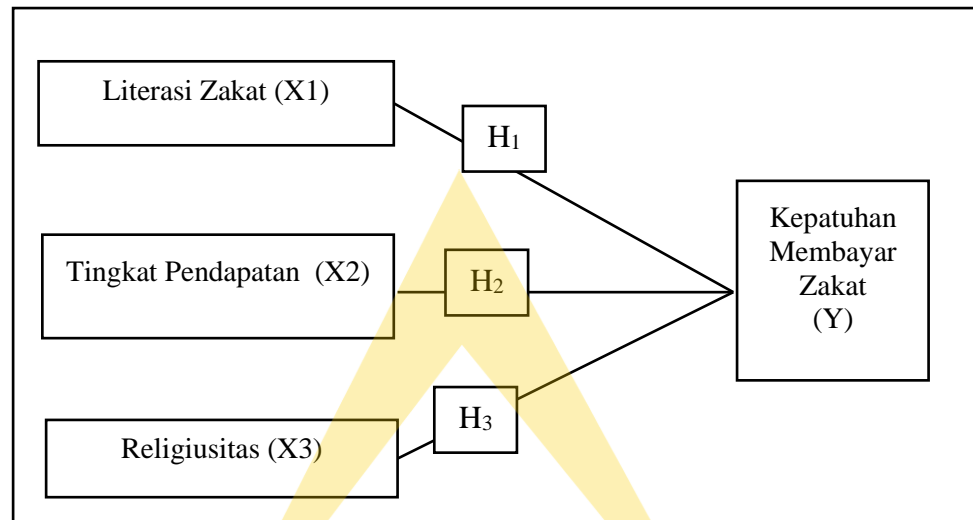 Literasi Zakat (X1)
H1
Tingkat Pendapatan (X2)
H2
Kepatuhan
Membayar
Zakat
(Y)
Religiusitas (X3)
H3